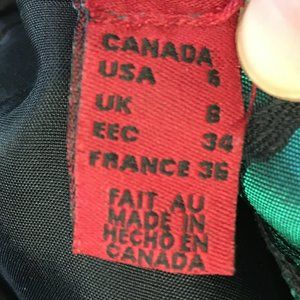 CANADA 6
USA
UK 8
EEC 34
FRANCE 36
FAIT AU
MADE IN
HECHO EN
CANADA